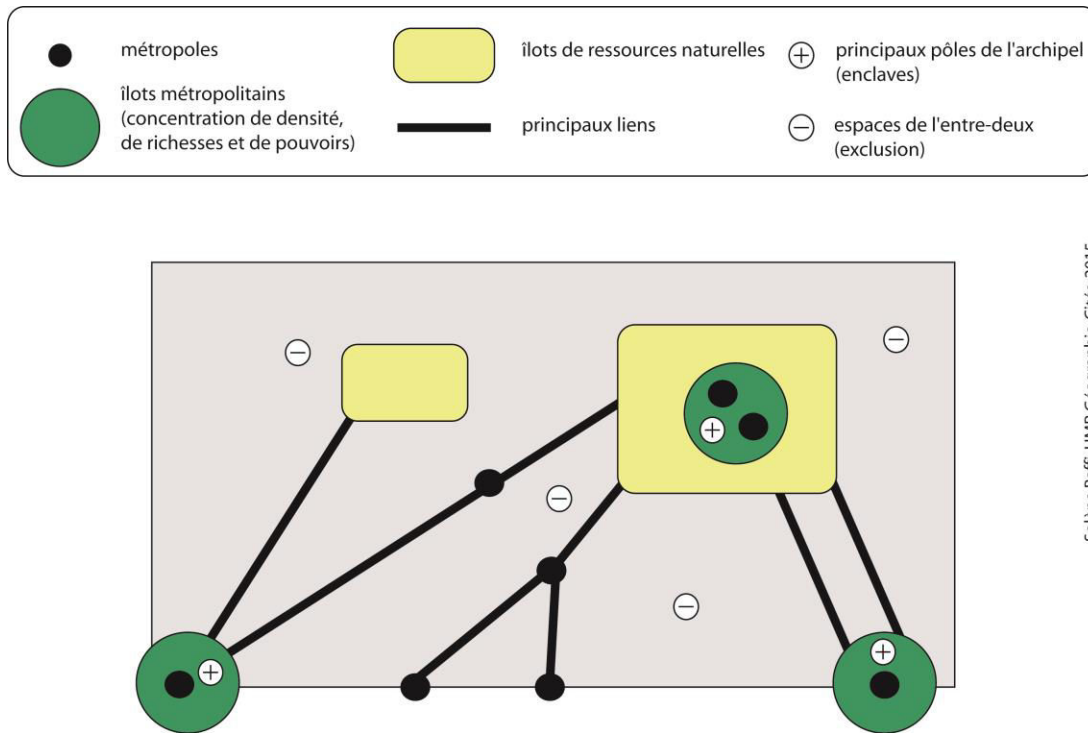 métropoles
îlots métropolitains
(concentration de densité,
de richesses et de pouvoirs)
îlots de ressources naturelles
principaux liens
principaux pôles de l'archipel
(enclaves)
espaces de l'entre-deux
(exclusion)